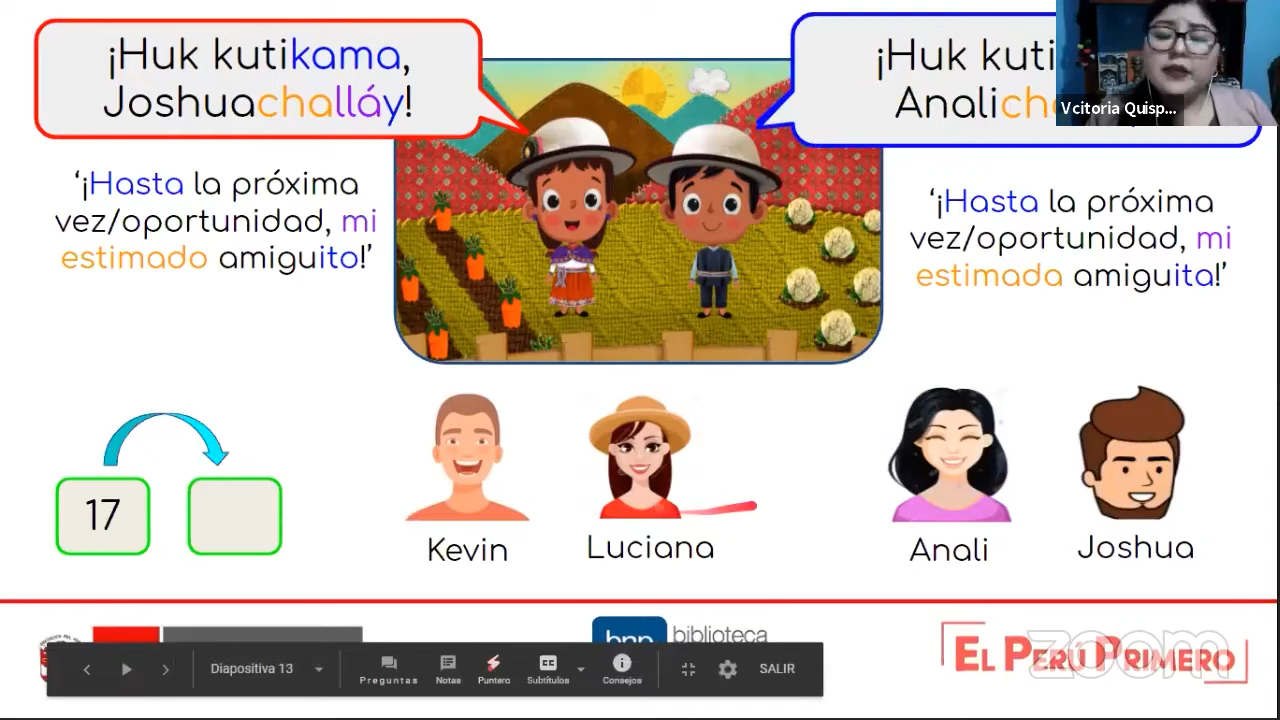 ¡Huk kutikama,
Joshuachalláy!
¡Huk kuti
Analich
Vcitoria Quisp...
‘¡Hasta la próxima
vez/oportunidad, mi
estimado amiguito!’
‘¡Hasta la próxima
vez/oportunidad, mi
estimada amiguita!’
17
Kevin
Luciana
Anali
Joshua
bnp biblioteca
EL PERÚ PRIMERO
zoom
Diapositiva 13
Preguntas
Notas
Puntero
Subtítulos
Consejos
SALIR